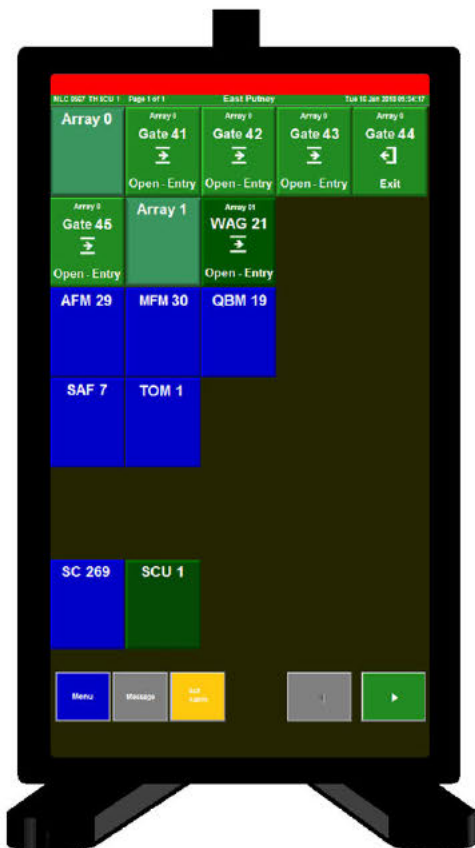 NLC 0567 TH SCU 1 Page 1 of 1 East Putney Tue 16 Jan 2018 05:34:17
Array 0
Array 0
Gate 41
Open - Entry
Array 0
Gate 42
Open - Entry
Array 0
Gate 43
Open - Entry
Array 0
Gate 44
Exit
Array 0
Gate 45
Open - Entry
Array 1
Array 01
WAG 21
Open - Entry
AFM 29
MFM 30
QBM 19
SAF 7
TOM 1
SC 269
SCU 1
Menu
Message